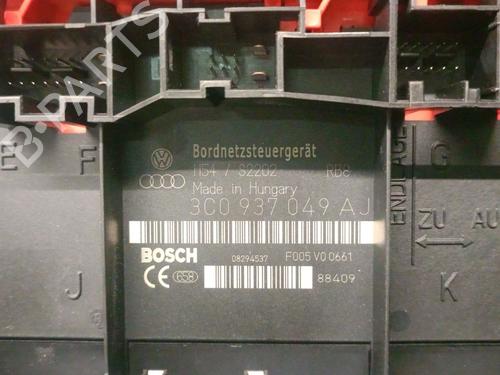 B-PARTS
Bordnetzsteuergerät
H54 / S2202 RB8
Made in Hungary
3C0 937 049 AJ
BOSCH 08294537 F005 V0 0661
CE 658 88409
E F
J
G
ENDLAGE
ZU AU
K